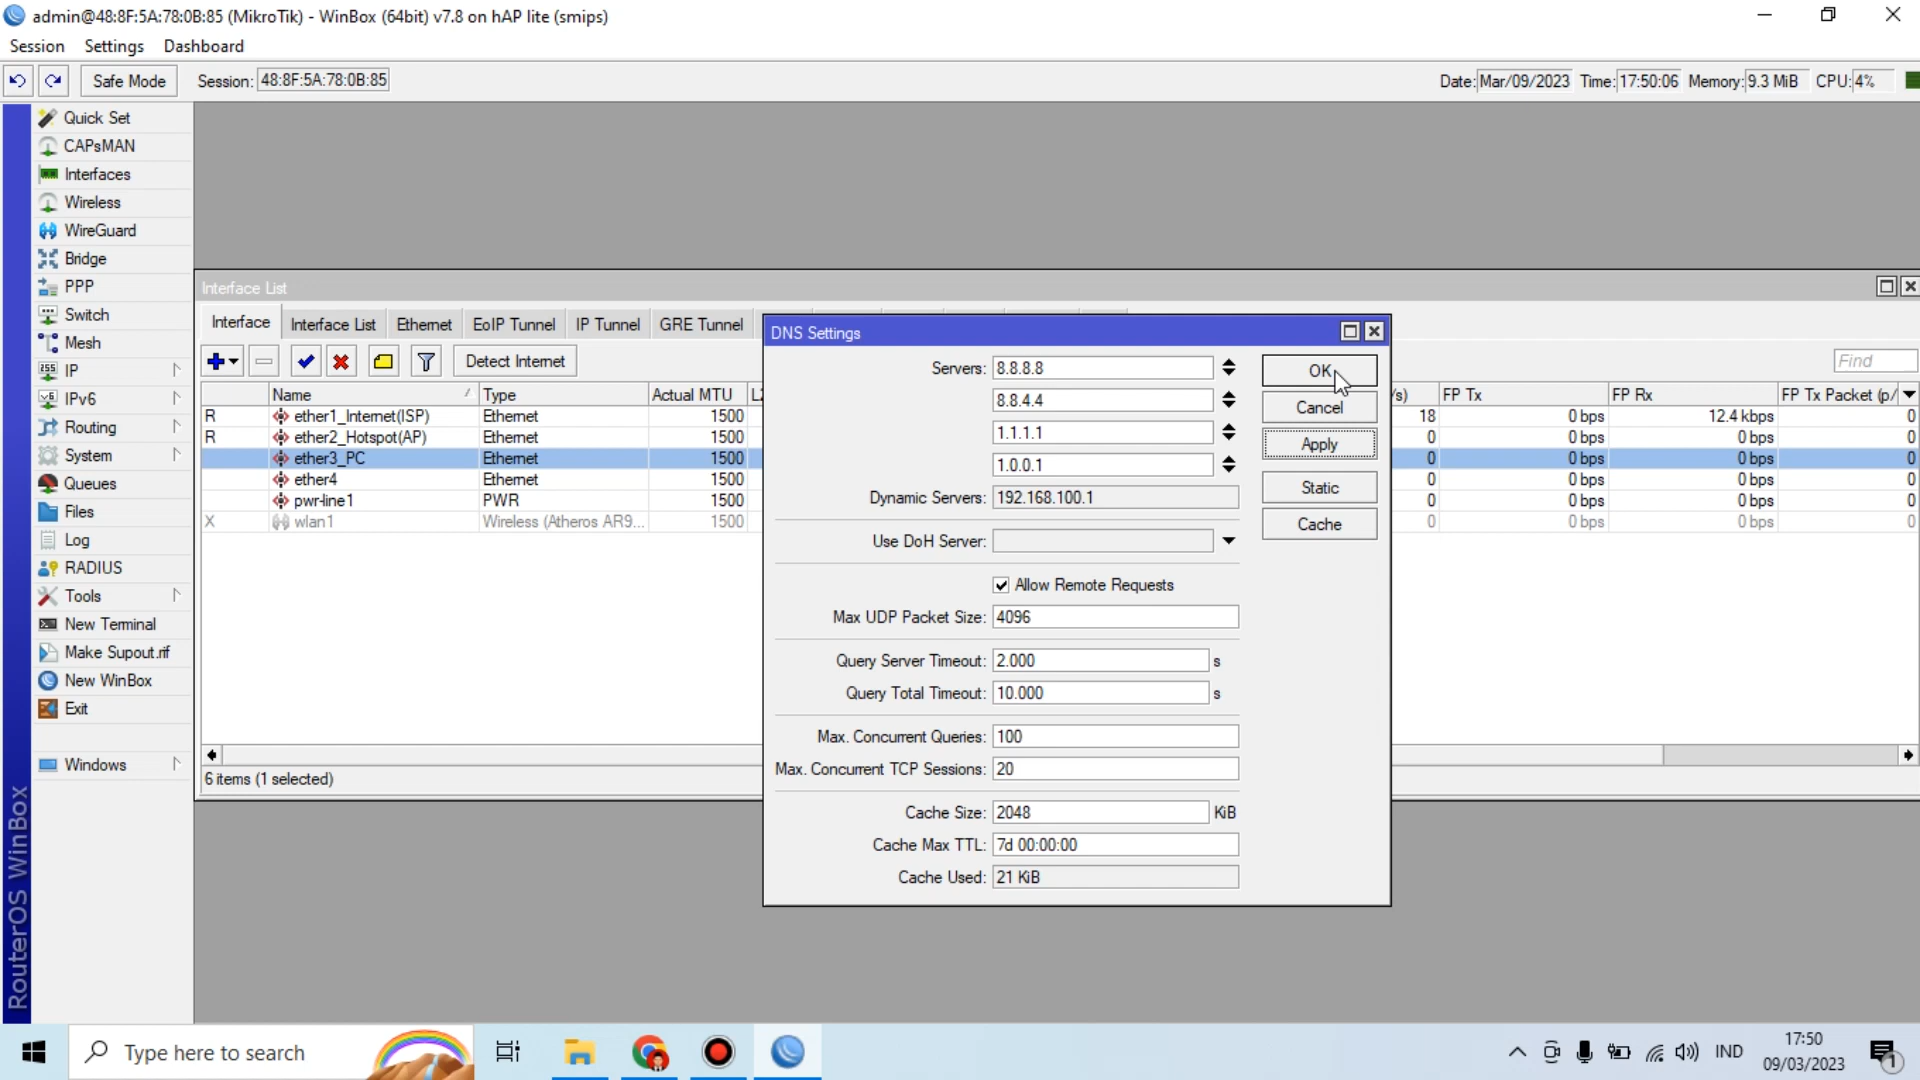 admin@48:8F:5A:78:0B:85 (MikroTik) - WinBox (64bit) v7.8 on hAP lite (smips)
Session Settings Dashboard
Safe Mode Session: 48:8F:5A:78:0B:85 Date: Mar/09/2023 Time: 17:50:06 Memory: 9.3 MiB CPU: 4%
Quick Set
CAPsMAN
Interfaces
Wireless
WireGuard
Bridge
PPP
Switch
Mesh
IP
IPv6
Routing
System
Queues
Files
Log
RADIUS
Tools
New Terminal
Make Supout.rif
New WinBox
Exit
Windows
RouterOS WinBox
Interface List
Interface Interface List Ethernet EoIP Tunnel IP Tunnel GRE Tunnel
Detect Internet Find
Name Type Actual MTU /s) FP Tx FP Rx FP Tx Packet (p/
R ether1_Internet(ISP) Ethernet 1500 18 0 bps 12.4 kbps 0
R ether2_Hotspot(AP) Ethernet 1500 0 0 bps 0 bps 0
ether3_PC Ethernet 1500 0 0 bps 0 bps 0
ether4 Ethernet 1500 0 0 bps 0 bps 0
pwr-line1 PWR 1500 0 0 bps 0 bps 0
X wlan1 Wireless (Atheros AR9... 1500 0 0 bps 0 bps 0
6 items (1 selected)
DNS Settings
Servers: 8.8.8.8
8.8.4.4
1.1.1.1
1.0.0.1
Dynamic Servers: 192.168.100.1
Use DoH Server:
Allow Remote Requests
Max UDP Packet Size: 4096
Query Server Timeout: 2.000 s
Query Total Timeout: 10.000 s
Max. Concurrent Queries: 100
Max. Concurrent TCP Sessions: 20
Cache Size: 2048 KiB
Cache Max TTL: 7d 00:00:00
Cache Used: 21 KiB
OK
Cancel
Apply
Static
Cache
Type here to search
IND
17:50
09/03/2023
1